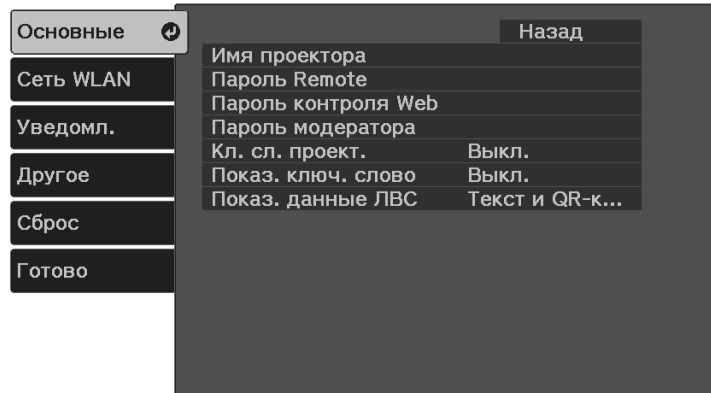 Основные
Сеть WLAN
Уведомл.
Другое
Сброс
Готово
Назад
Имя проектора
Пароль Remote
Пароль контроля Web
Пароль модератора
Кл. сл. проект. Выкл.
Показ. ключ. слово Выкл.
Показ. данные ЛВС Текст и QR-к...